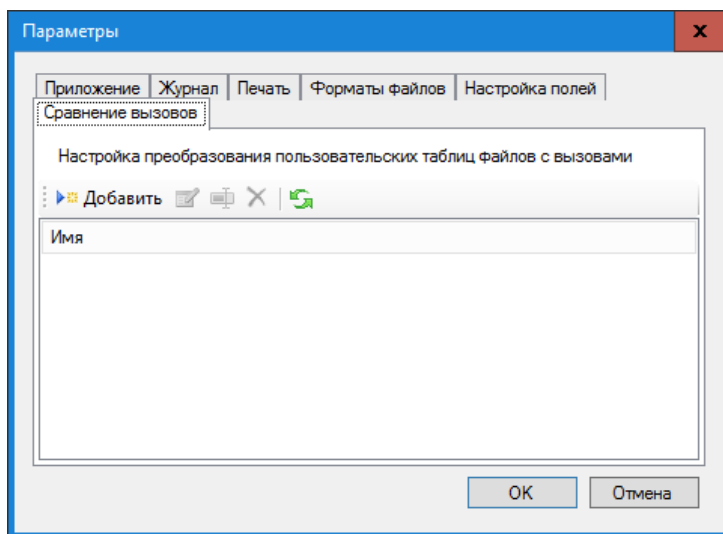 Параметры
Приложение Журнал Печать Форматы файлов Настройка полей
Сравнение вызовов
Настройка преобразования пользовательских таблиц файлов с вызовами
Добавить
Имя
OK Отмена